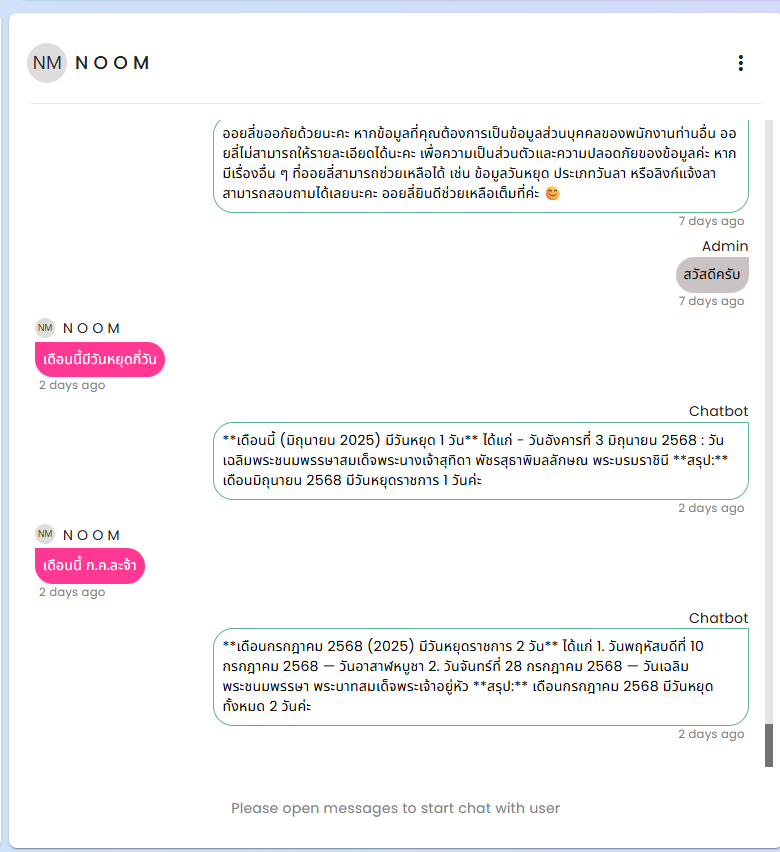 NM N O O M
ออยลี่ขออภัยด้วยนะคะ หากข้อมูลที่คุณต้องการเป็นข้อมูลส่วนบุคคลของพนักงานท่านอื่น ออ
ยลี่ไม่สามารถให้รายละเอียดได้นะคะ เพื่อความเป็นส่วนตัวและความปลอดภัยของข้อมูลค่ะ หาก
มีเรื่องอื่น ๆ ที่ออยลี่สามารถช่วยเหลือได้ เช่น ข้อมูลวันหยุด ประเภทวันลา หรือลิงก์แจ้งลา
สามารถสอบถามได้เลยนะคะ ออยลี่ยินดีช่วยเหลือเต็มที่ค่ะ 😊
7 days ago
Admin
สวัสดีครับ
7 days ago
NM N O O M
เดือนนี้มีวันหยุดกี่วัน
2 days ago
Chatbot
**เดือนนี้ (มิถุนายน 2025) มีวันหยุด 1 วัน** ได้แก่ - วันอังคารที่ 3 มิถุนายน 2568 : วัน
เฉลิมพระชนมพรรษาสมเด็จพระนางเจ้าสุทิดา พัชรสุธาพิมลลักษณ พระบรมราชินี **สรุป:**
เดือนมิถุนายน 2568 มีวันหยุดราชการ 1 วันค่ะ
2 days ago
NM N O O M
เดือนนี้ ก.ค.ละจ้า
2 days ago
Chatbot
**เดือนกรกฎาคม 2568 (2025) มีวันหยุดราชการ 2 วัน** ได้แก่ 1. วันพฤหัสบดีที่ 10
กรกฎาคม 2568 — วันอาสาฬหบูชา 2. วันจันทร์ที่ 28 กรกฎาคม 2568 — วันเฉลิม
พระชนมพรรษา พระบาทสมเด็จพระเจ้าอยู่หัว **สรุป:** เดือนกรกฎาคม 2568 มีวันหยุด
ทั้งหมด 2 วันค่ะ
2 days ago
Please open messages to start chat with user